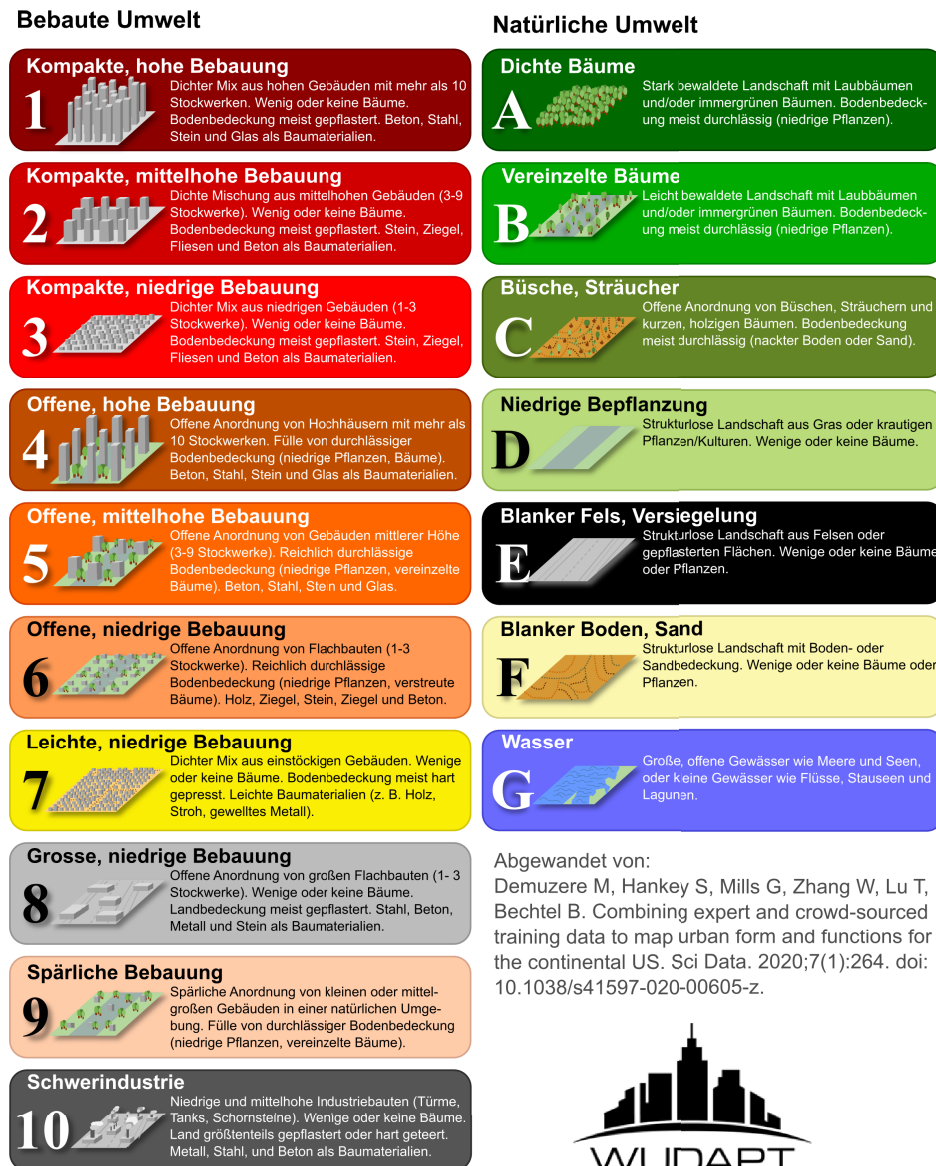 Bebaute Umwelt
Kompakte, hohe Bebauung
1
Dichter Mix aus hohen Gebäuden mit mehr als 10
Stockwerken. Wenig oder keine Bäume.
Bodenbedeckung meist gepflastert. Beton, Stahl,
Stein und Glas als Baumaterialien.
Kompakte, mittelhohe Bebauung
2
Dichte Mischung aus mittelhohen Gebäuden (3-9
Stockwerke). Wenig oder keine Bäume.
Bodenbedeckung meist gepflastert. Stein, Ziegel,
Fliesen und Beton als Baumaterialien.
Kompakte, niedrige Bebauung
3
Dichter Mix aus niedrigen Gebäuden (1-3
Stockwerke). Wenig oder keine Bäume.
Bodenbedeckung meist gepflastert. Stein, Ziegel,
Fliesen und Beton als Baumaterialien.
Offene, hohe Bebauung
4
Offene Anordnung von Hochhäusern mit mehr als
10 Stockwerken. Fülle von durchlässiger
Bodenbedeckung (niedrige Pflanzen, Bäume).
Beton, Stahl, Stein und Glas als Baumaterialien.
Offene, mittelhohe Bebauung
5
Offene Anordnung von Gebäuden mittlerer Höhe
(3-9 Stockwerke). Reichlich durchlässige
Bodenbedeckung (niedrige Pflanzen, vereinzelte
Bäume). Beton, Stahl, Stein und Glas.
Offene, niedrige Bebauung
6
Offene Anordnung von Flachbauten (1-3
Stockwerke). Reichlich durchlässige
Bodenbedeckung (niedrige Pflanzen, verstreute
Bäume). Holz, Ziegel, Stein, Ziegel und Beton.
Leichte, niedrige Bebauung
7
Dichter Mix aus einstöckigen Gebäuden. Wenige
oder keine Bäume. Bodenbedeckung meist hart
gepresst. Leichte Baumaterialien (z. B. Holz,
Stroh, gewelltes Metall).
Grosse, niedrige Bebauung
8
Offene Anordnung von großen Flachbauten (1- 3
Stockwerke). Wenige oder keine Bäume.
Landbedeckung meist gepflastert. Stahl, Beton,
Metall und Stein als Baumaterialien.
Spärliche Bebauung
9
Spärliche Anordnung von kleinen oder mittel-
großen Gebäuden in einer natürlichen Umge-
bung. Fülle von durchlässiger Bodenbedeckung
(niedrige Pflanzen, vereinzelte Bäume).
Schwerindustrie
10
Niedrige und mittelhohe Industriebauten (Türme,
Tanks, Schornsteine). Wenige oder keine Bäume.
Land größtenteils gepflastert oder hart geteert.
Metall, Stahl, und Beton als Baumaterialien.
Natürliche Umwelt
Dichte Bäume
A
Stark bewaldete Landschaft mit Laubbäumen
und/oder immergrünen Bäumen. Bodenbedeck-
ung meist durchlässig (niedrige Pflanzen).
Vereinzelte Bäume
B
Leicht bewaldete Landschaft mit Laubbäumen
und/oder immergrünen Bäumen. Bodenbedeck-
ung meist durchlässig (niedrige Pflanzen).
Büsche, Sträucher
C
Offene Anordnung von Büschen, Sträuchern und
kurzen, holzigen Bäumen. Bodenbedeckung
meist durchlässig (nackter Boden oder Sand).
Niedrige Bepflanzung
D
Strukturlose Landschaft aus Gras oder krautigen
Pflanzen/Kulturen. Wenige oder keine Bäume.
Blanker Fels, Versiegelung
E
Strukturlose Landschaft aus Felsen oder
gepflasterten Flächen. Wenige oder keine Bäume
oder Pflanzen.
Blanker Boden, Sand
F
Strukturlose Landschaft mit Boden- oder
Sandbedeckung. Wenige oder keine Bäume oder
Pflanzen.
Wasser
G
Große, offene Gewässer wie Meere und Seen,
oder kleine Gewässer wie Flüsse, Stauseen und
Lagunen.
Abgewandet von:
Demuzere M, Hankey S, Mills G, Zhang W, Lu T,
Bechtel B. Combining expert and crowd-sourced
training data to map urban form and functions for
the continental US. Sci Data. 2020;7(1):264. doi:
10.1038/s41597-020-00605-z.
WUDAPT